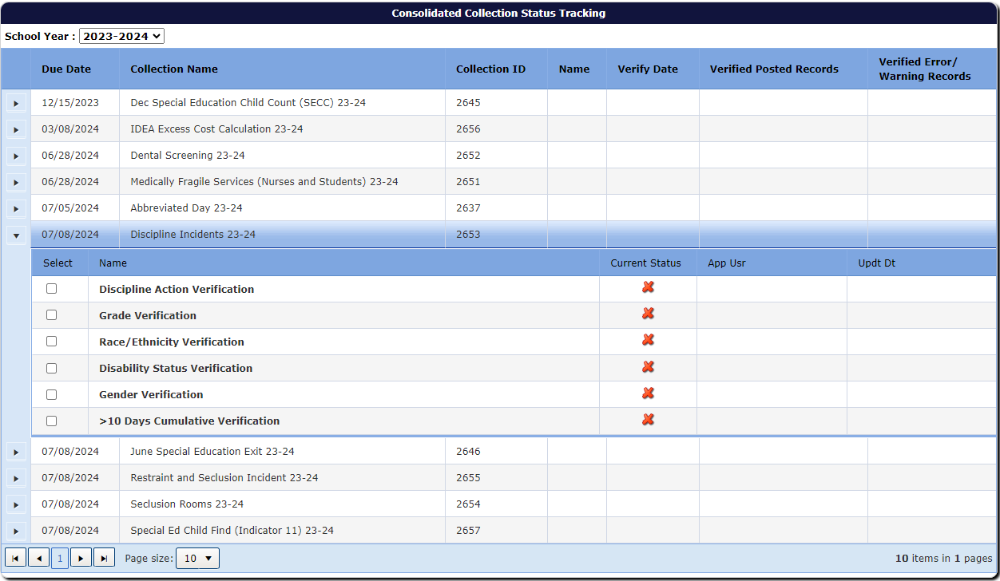 Consolidated Collection Status Tracking
School Year : 2023-2024
Due Date Collection Name Collection ID Name Verify Date Verified Posted Records Verified Error/
Warning Records
12/15/2023 Dec Special Education Child Count (SECC) 23-24 2645
03/08/2024 IDEA Excess Cost Calculation 23-24 2656
06/28/2024 Dental Screening 23-24 2652
06/28/2024 Medically Fragile Services (Nurses and Students) 23-24 2651
07/05/2024 Abbreviated Day 23-24 2637
07/08/2024 Discipline Incidents 23-24 2653
Select Name Current Status App Usr Updt Dt
Discipline Action Verification
Grade Verification
Race/Ethnicity Verification
Disability Status Verification
Gender Verification
>10 Days Cumulative Verification
07/08/2024 June Special Education Exit 23-24 2646
07/08/2024 Restraint and Seclusion Incident 23-24 2655
07/08/2024 Seclusion Rooms 23-24 2654
07/08/2024 Special Ed Child Find (Indicator 11) 23-24 2657
1 Page size: 10 10 items in 1 pages